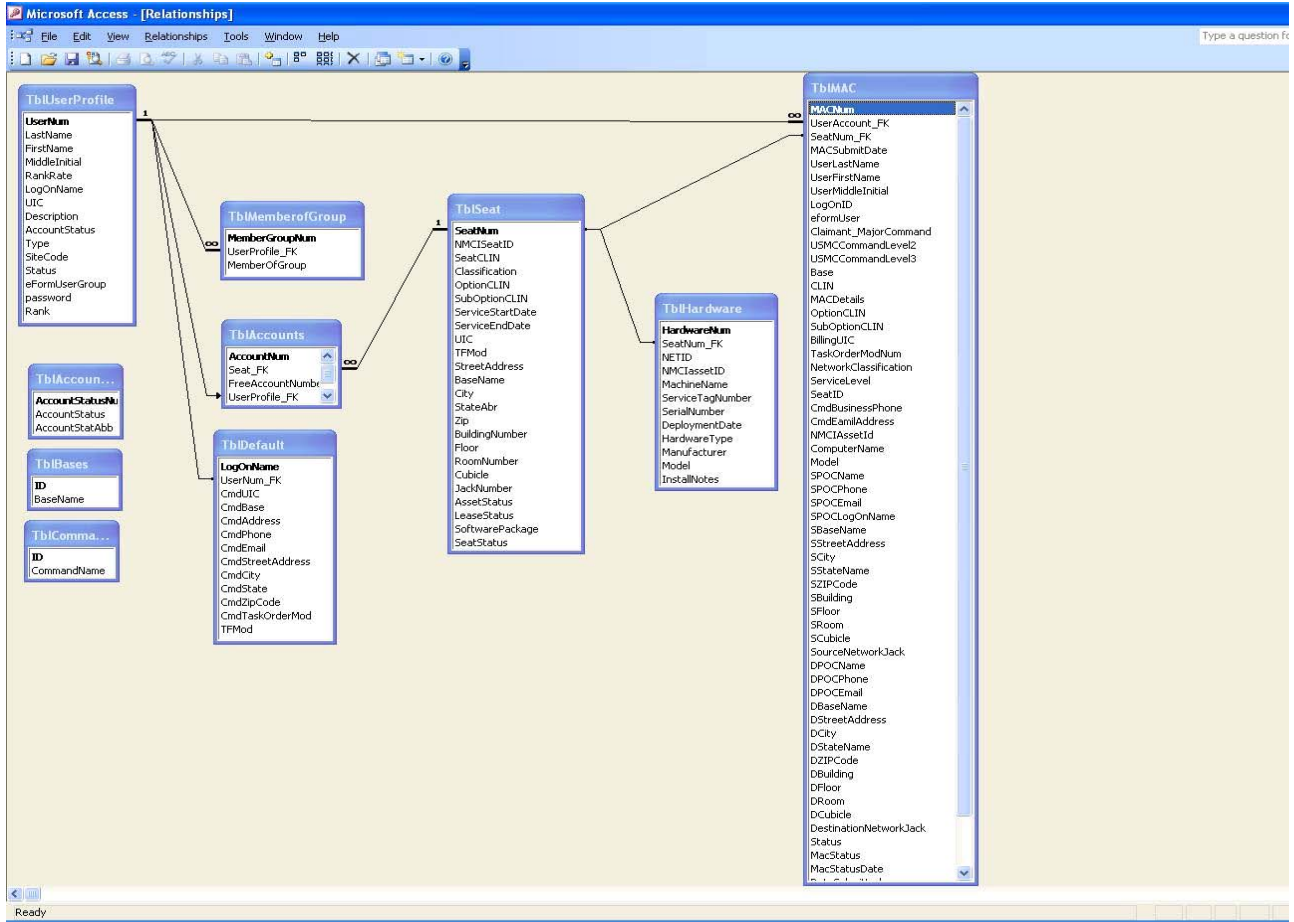 Microsoft Access - [Relationships]
File Edit View Relationships Tools Window Help
Type a question fo
TblUserProfile
UserNum
LastName
FirstName
MiddleInitial
RankRate
LogOnName
UIC
Description
AccountStatus
Type
SiteCode
Status
eFormUserGroup
password
Rank
1
∞
TblMemberofGroup
MemberGroupNum
UserProfile_FK
MemberOfGroup
∞
TblAccounts
AccountNum
Seat_FK
FreeAccountNumbe
UserProfile_FK
∞
TblAccoun...
AccountStatusNu
AccountStatus
AccountStatAbb
TblBases
ID
BaseName
TblComma...
ID
CommandName
TblDefault
LogOnName
UserNum_FK
CmdUIC
CmdBase
CmdAddress
CmdPhone
CmdEmail
CmdStreetAddress
CmdCity
CmdState
CmdZipCode
CmdTaskOrderMod
TFMod
1
TblSeat
SeatNum
NMCISeatID
SeatCLIN
Classification
OptionCLIN
SubOptionCLIN
ServiceStartDate
ServiceEndDate
UIC
TFMod
StreetAddress
BaseName
City
StateAbr
Zip
BuildingNumber
Floor
RoomNumber
Cubicle
JackNumber
AssetStatus
LeaseStatus
SoftwarePackage
SeatStatus
TblHardware
HardwareNum
SeatNum_FK
NETID
NMCIassetID
MachineName
ServiceTagNumber
SerialNumber
DeploymentDate
HardwareType
Manufacturer
Model
InstallNotes
TblMAC
MACNum
UserAccount_FK
SeatNum_FK
MACSubmitDate
UserLastName
UserFirstName
UserMiddleInitial
LogOnID
eformUser
Claimant_MajorCommand
USMCCommandLevel2
USMCCommandLevel3
Base
CLIN
MACDetails
OptionCLIN
SubOptionCLIN
BillingUIC
TaskOrderModNum
NetworkClassification
ServiceLevel
SeatID
CmdBusinessPhone
CmdEamilAddress
NMCIAssetId
ComputerName
Model
SPOCName
SPOCPhone
SPOCEmail
SPOCLogOnName
SBaseName
SStreetAddress
SCity
SStateName
SZIPCode
SBuilding
SFloor
SRoom
SCubicle
SourceNetworkJack
DPOCName
DPOCPhone
DPOCEmail
DBaseName
DStreetAddress
DCity
DStateName
DZIPCode
DBuilding
DFloor
DRoom
DCubicle
DestinationNetworkJack
Status
MacStatus
MacStatusDate
Ready